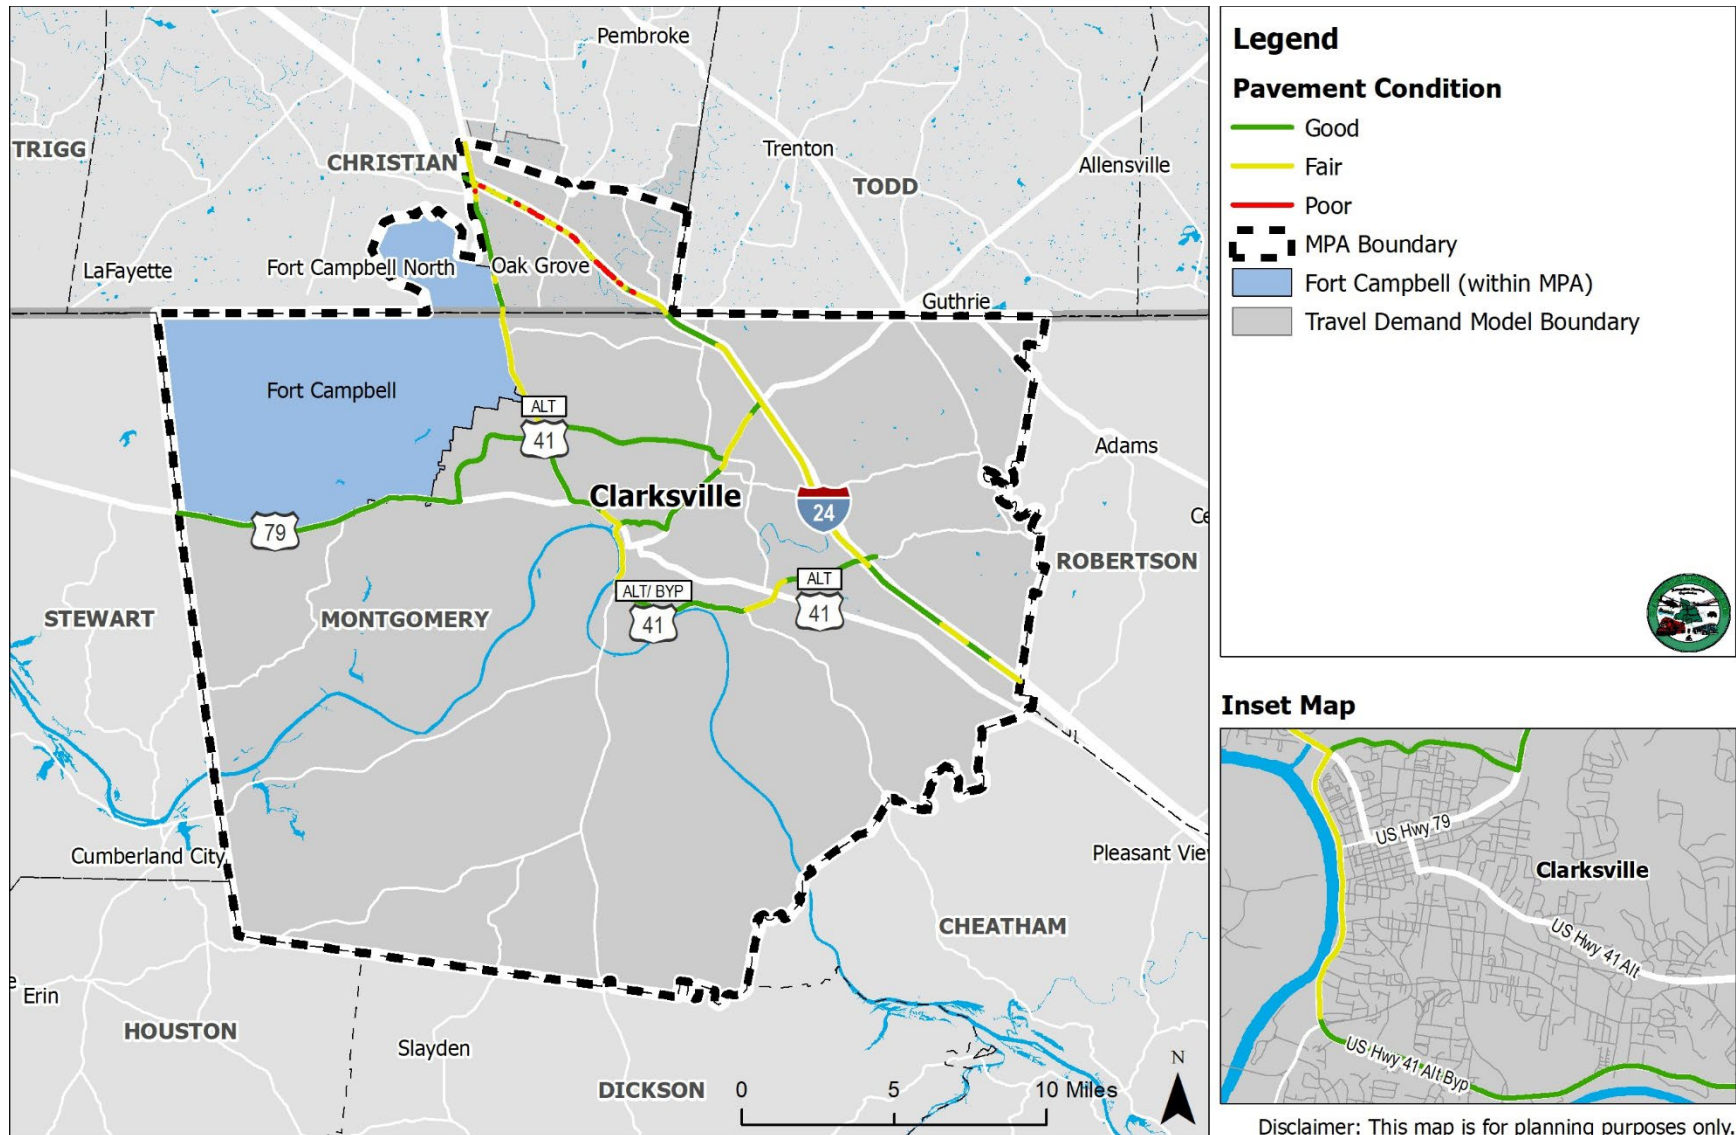 Pembroke
TRIGG
CHRISTIAN
Trenton
Allensville
TODD
LaFayette
Fort Campbell North
Oak Grove
Guthrie
Fort Campbell
ALT
41
Adams
Clarksville
24
79
Ce
ROBERTSON
ALT/ BYP
41
ALT
41
STEWART
MONTGOMERY
Cumberland City
Pleasant View
CHEATHAM
e
Erin
HOUSTON
Slayden
DICKSON
0 5 10 Miles
N
Legend
Pavement Condition
Good
Fair
Poor
MPA Boundary
Fort Campbell (within MPA)
Travel Demand Model Boundary
Inset Map
US Hwy 79
Clarksville
US Hwy 41 Alt
US Hwy 41 Alt Byp
Disclaimer: This map is for planning purposes only.